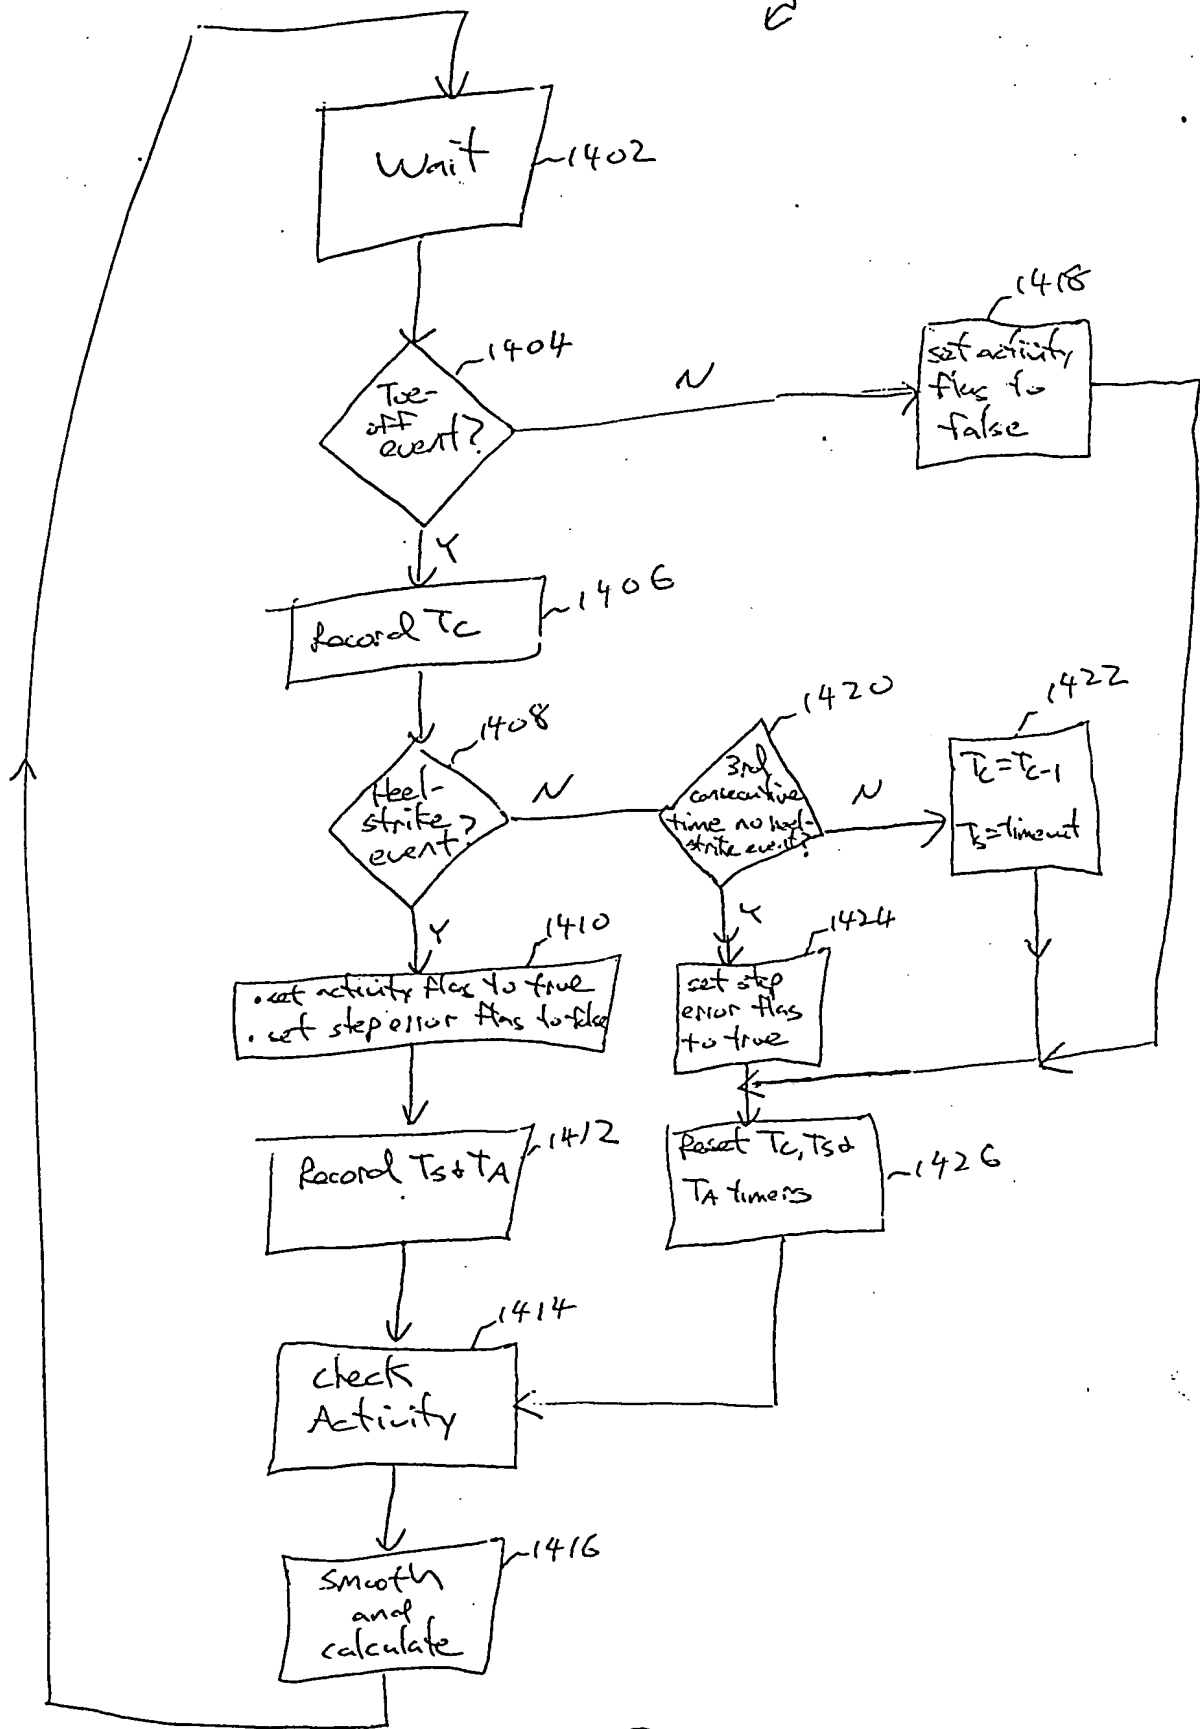 Wait
1402
1418
set activity
flag to
false
1404
Toe-
off
event?
N
Y
1406
Record Tc
1408
Heel-
strike
event?
N
1420
3rd
consecutive
time no heel-
strike event?
N
1422
Tc = Tc-1
Ts = timeout
Y
1410
. set activity flag to true
. set step error flag to false
Y
1424
set step
error flag
to true
1412
Record Ts & TA
Reset Tc, Ts &
TA timers
1426
1414
check
Activity
1416
smooth
and
calculate